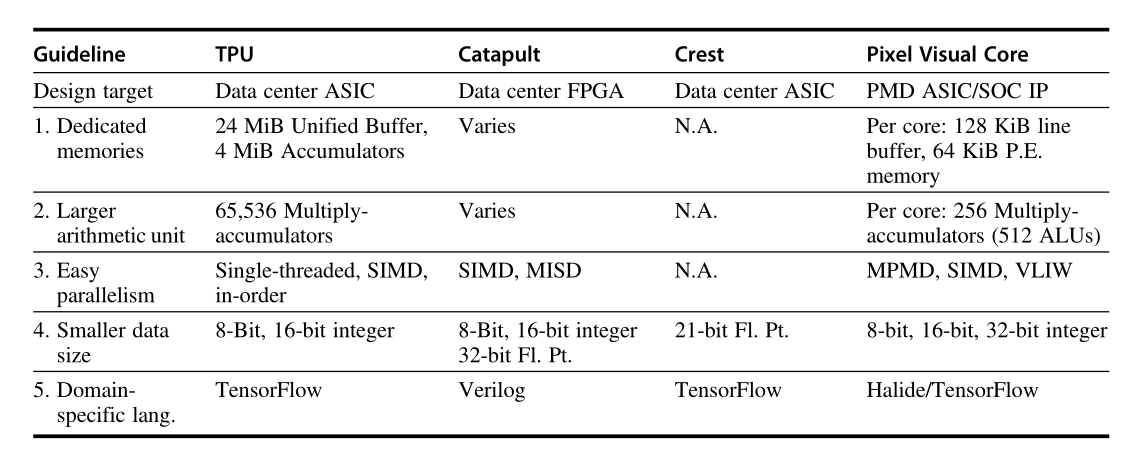 Guideline TPU Catapult Crest Pixel Visual Core
Design target Data center ASIC Data center FPGA Data center ASIC PMD ASIC/SOC IP
1. Dedicated 24 MiB Unified Buffer, Varies N.A. Per core: 128 KiB line
memories 4 MiB Accumulators buffer, 64 KiB P.E.
memory
2. Larger 65,536 Multiply- Varies N.A. Per core: 256 Multiply-
arithmetic unit accumulators accumulators (512 ALUs)
3. Easy Single-threaded, SIMD, SIMD, MISD N.A. MPMD, SIMD, VLIW
parallelism in-order
4. Smaller data 8-Bit, 16-bit integer 8-Bit, 16-bit integer 21-bit Fl. Pt. 8-bit, 16-bit, 32-bit integer
size 32-bit Fl. Pt.
5. Domain- TensorFlow Verilog TensorFlow Halide/TensorFlow
specific lang.